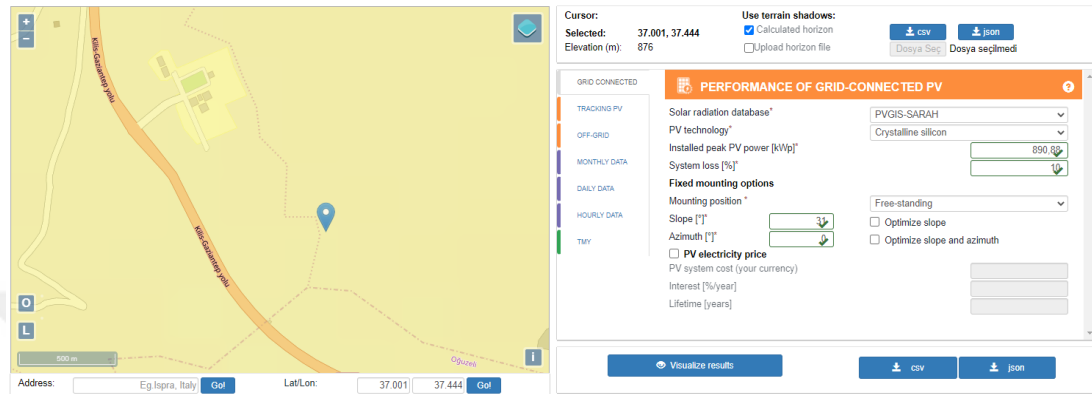 +
−
Kilis-Gaziantep yolu
Kilis-Gaziantep yolu
O
L
500 m
Oğuzeli
i
Address: Eg.Ispra, Italy Go! Lat/Lon: 37.001 37.444 Go!
Cursor: Use terrain shadows:
Selected: 37.001, 37.444 Calculated horizon csv json
Elevation (m): 876 Upload horizon file Dosya Seç Dosya seçilmedi
GRID CONNECTED
TRACKING PV
OFF-GRID
MONTHLY DATA
DAILY DATA
HOURLY DATA
TMY
PERFORMANCE OF GRID-CONNECTED PV ?
Solar radiation database* PVGIS-SARAH
PV technology* Crystalline silicon
Installed peak PV power [kWp]* 890,88
System loss [%]* 10
Fixed mounting options
Mounting position * Free-standing
Slope [°]* 31 Optimize slope
Azimuth [°]* 0 Optimize slope and azimuth
PV electricity price
PV system cost (your currency)
Interest [%/year]
Lifetime [years]
Visualize results csv json